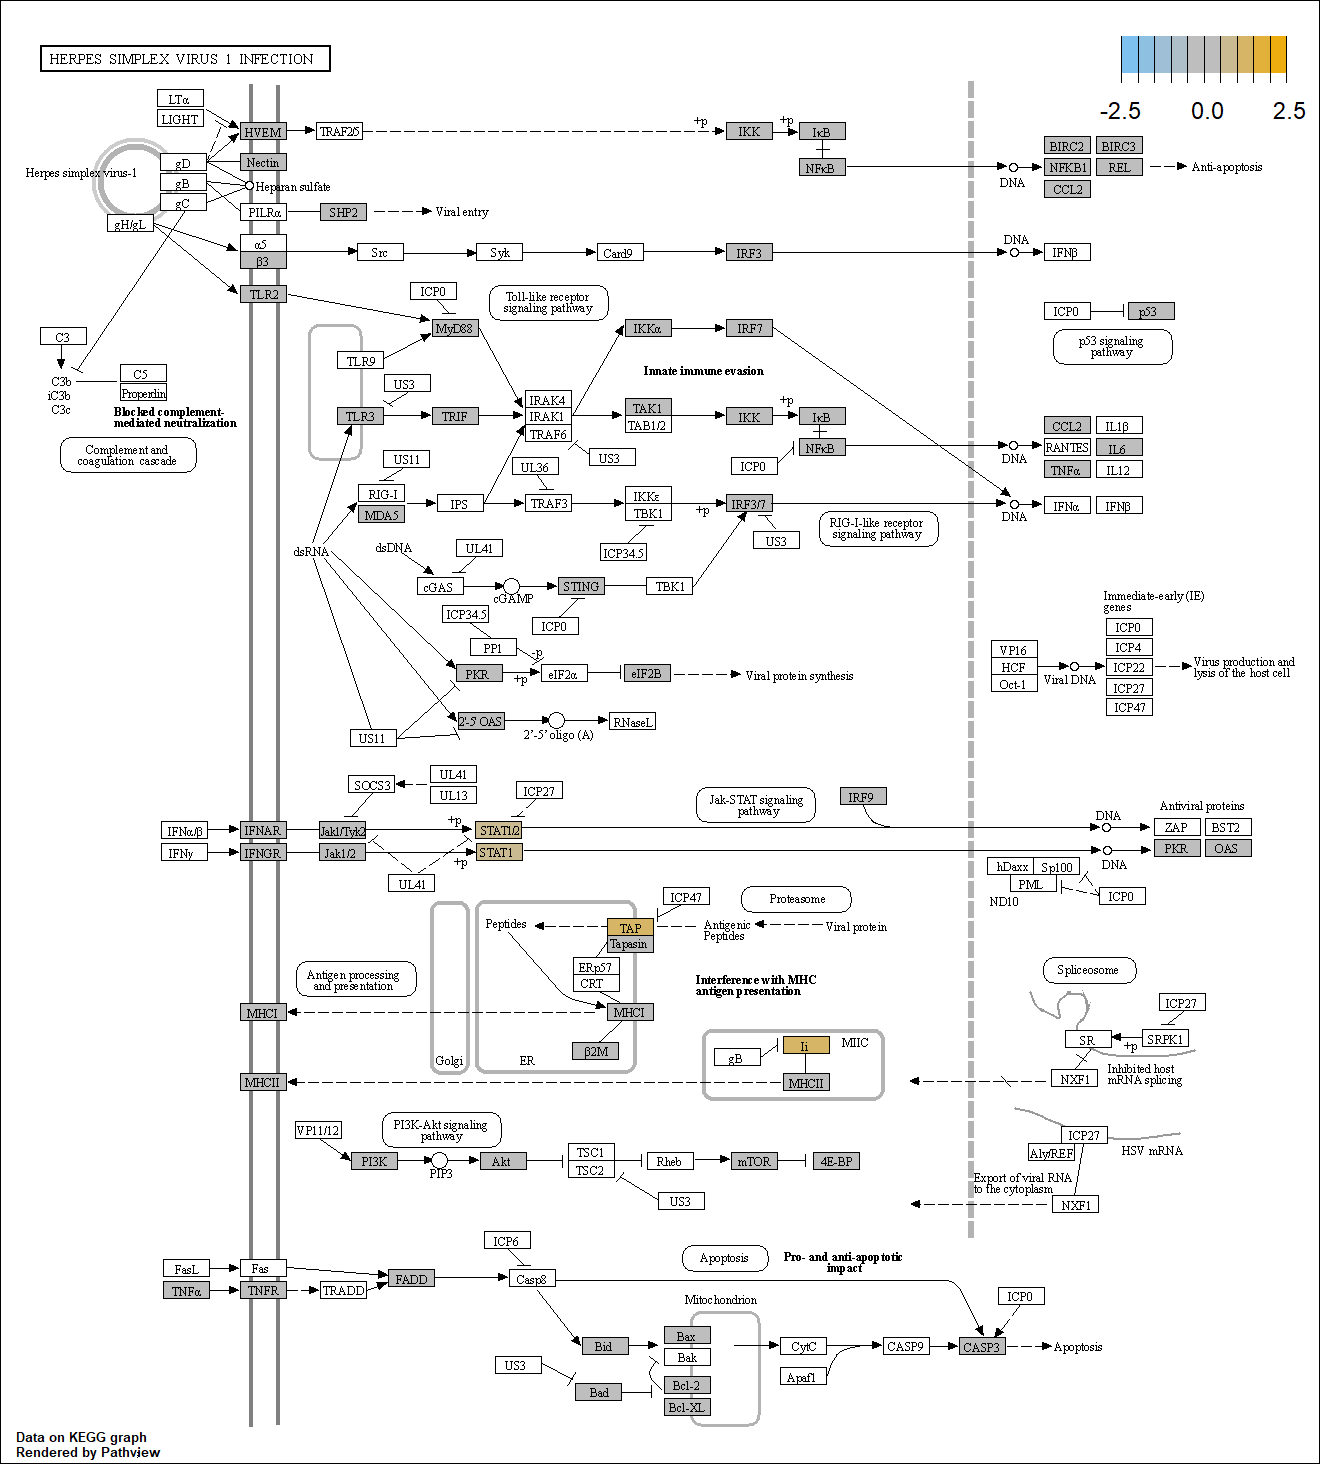 HERPES SIMPLEX VIRUS 1 INFECTION
-2.5 0.0 2.5
LTα
LIGHT
HVEM
TRAF2/5
+p
IKK
+p
IκB
NFκB
DNA
BIRC2 BIRC3
NFKB1 REL
CCL2
Anti-apoptosis
Herpes simplex virus-1
gD
gB
gC
gH/gL
Nectin
Heparan sulfate
PILRα
SHP2
Viral entry
α5
β3
Src
Syk
Card9
IRF3
DNA
IFNβ
TLR2
ICP0
Toll-like receptor
signaling pathway
MyD88
IKKα
IRF7
ICP0
p53
p53 signaling
pathway
C3
C3b
iC3b
C3c
C5
Properdin
Blocked complement-
mediated neutralization
Complement and
coagulation cascade
TLR9
TLR3
US3
TRIF
IRAK4
IRAK1
TRAF6
Innate immune evasion
TAK1
TAB1/2
IKK
+p
IκB
NFκB
ICP0
US3
DNA
CCL2 IL1β
RANTES IL6
TNFα IL12
US11
RIG-I
MDA5
IPS
UL36
TRAF3
IKKε
TBK1
+p
IRF3/7
ICP34.5
US3
RIG-I-like receptor
signaling pathway
DNA
IFNα IFNβ
dsRNA
dsDNA
UL41
cGAS
cGAMP
STING
TBK1
ICP0
ICP34.5
PP1
-p
PKR
+p
eIF2α
eIF2B
Viral protein synthesis
2'-5' OAS
2'-5' oligo (A)
RNaseL
US11
Immediate-early (IE)
genes
VP16
HCF
Oct-1
Viral DNA
ICP0
ICP4
ICP22
ICP27
ICP47
Virus production and
lysis of the host cell
SOCS3
UL41
UL13
ICP27
Jak-STAT signaling
pathway
IRF9
IFNα/β
IFNAR
Jak1/Tyk2
+p
STAT1/2
IFNγ
IFNGR
Jak1/2
+p
STAT1
UL41
DNA
DNA
Antiviral proteins
ZAP BST2
PKR OAS
hDaxx Sp100
PML
ND10
ICP0
ICP47
Proteasome
Peptides
TAP
Tapasin
Antigenic
Peptides
Viral protein
ERp57
CRT
Antigen processing
and presentation
Interference with MHC
antigen presentation
MHCI
MHCI
β2M
Golgi
ER
gB
Ii
MIIC
MHCII
MHCII
Spliceosome
ICP27
SR
+p
SRPK1
NXF1
Inhibited host
mRNA splicing
VP11/12
PI3K-Akt signaling
pathway
PI3K
PIP3
Akt
TSC1
TSC2
Rheb
mTOR
4E-BP
US3
ICP27
Aly/REF
HSV mRNA
Export of viral RNA
to the cytoplasm
NXF1
ICP6
Apoptosis
Pro- and anti-apoptotic
impact
FasL
Fas
TNFα
TNFR
TRADD
FADD
Casp8
Mitochondrion
ICP0
Bid
Bax
Bak
Bcl-2
Bcl-XL
US3
Bad
CytC
Apaf1
CASP9
CASP3
Apoptosis
Data on KEGG graph
Rendered by Pathview